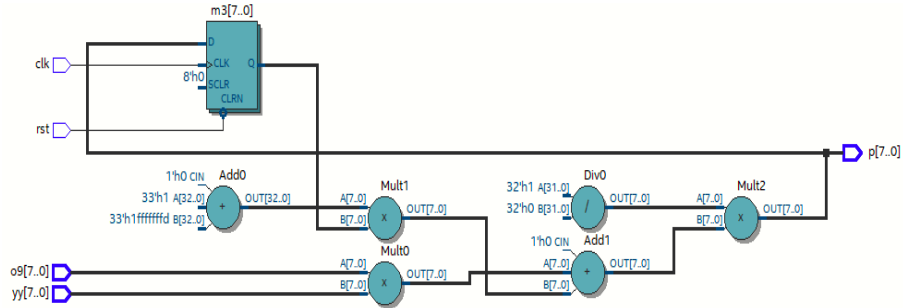 m3[7..0]
D
clk
CLK
Q
8'h0
SCLR
CLRN
rst
p[7..0]
1'h0 CIN
Add0
33'h1 A[32..0]
+
OUT[32..0]
33'h1fffffffd B[32..0]
Mult1
A[7..0]
B[7..0]
x
OUT[7..0]
Div0
32'h1 A[31..0]
32'h0 B[31..0]
/
OUT[7..0]
Mult2
A[7..0]
B[7..0]
x
OUT[7..0]
1'h0 CIN
Add1
A[7..0]
B[7..0]
+
OUT[7..0]
Mult0
o9[7..0]
yy[7..0]
A[7..0]
B[7..0]
x
OUT[7..0]